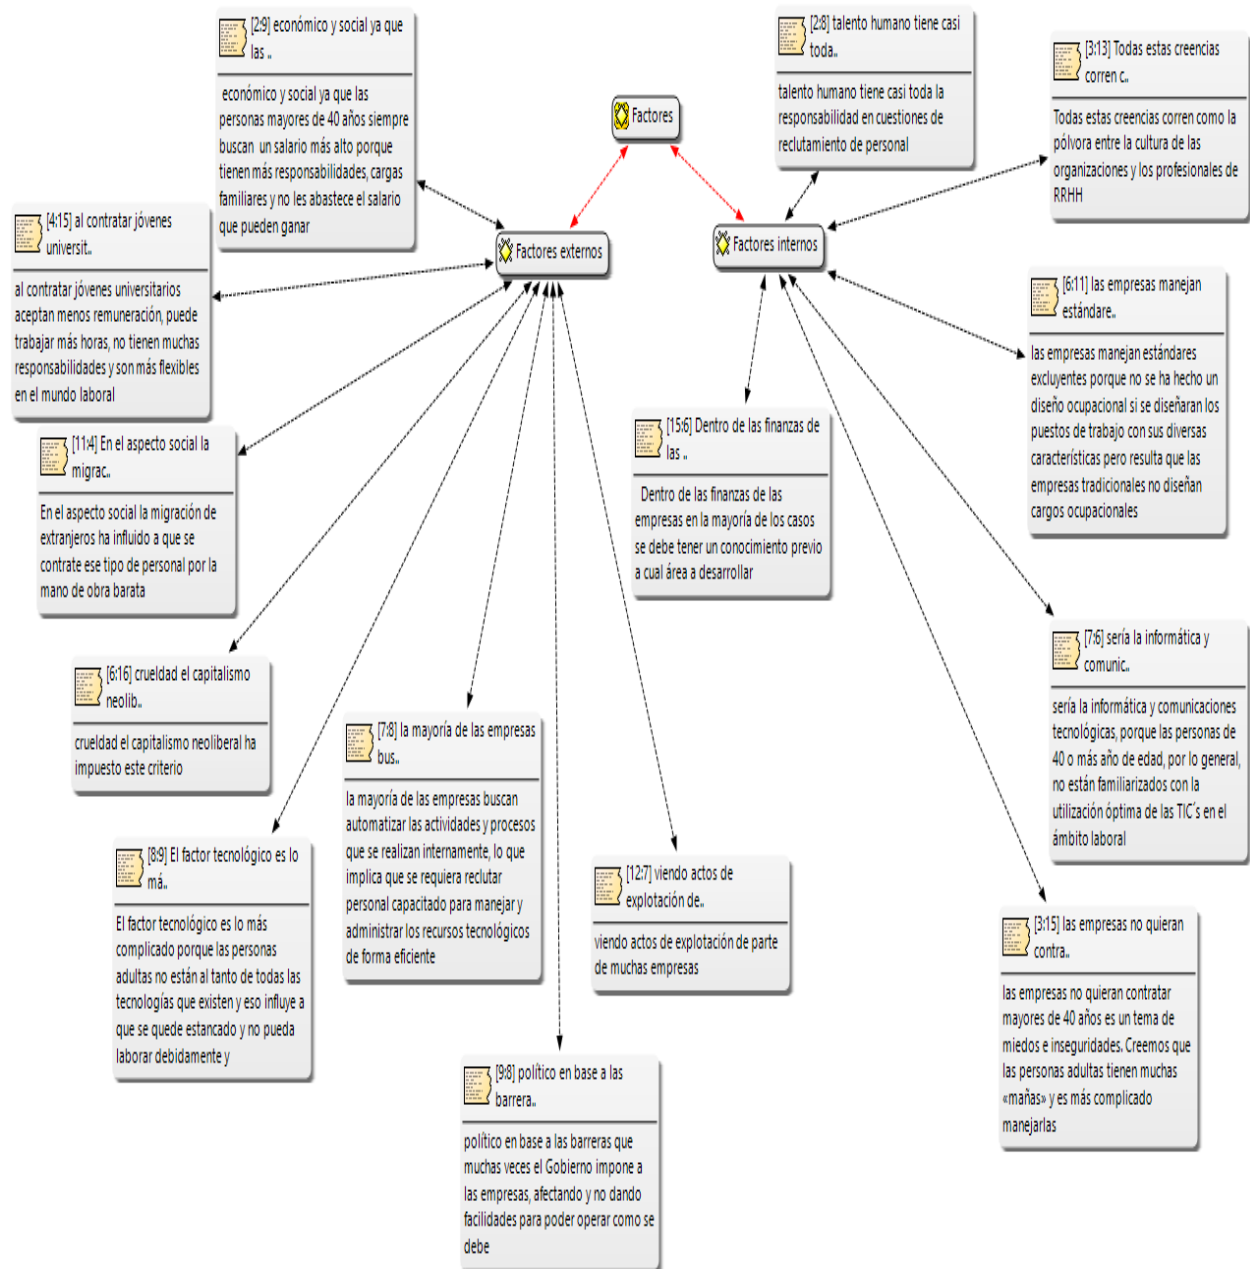 Factores
Factores externos
Factores internos
[2:9] económico y social ya que
las ..
económico y social ya que las
personas mayores de 40 años siempre
buscan un salario más alto porque
tienen más responsabilidades, cargas
familiares y no les abastece el salario
que pueden ganar
[4:15] al contratar jóvenes
universit..
al contratar jóvenes universitarios
aceptan menos remuneración, puede
trabajar más horas, no tienen muchas
responsabilidades y son más flexibles
en el mundo laboral
[11:4] En el aspecto social la
migrac..
En el aspecto social la migración de
extranjeros ha influido a que se
contrate ese tipo de personal por la
mano de obra barata
[6:16] crueldad el capitalismo
neolib..
crueldad el capitalismo neoliberal ha
impuesto este criterio
[8:9] El factor tecnológico es lo
má..
El factor tecnológico es lo más
complicado porque las personas
adultas no están al tanto de todas las
tecnologías que existen y eso influye a
que se quede estancado y no pueda
laborar debidamente y
[7:8] la mayoría de las empresas
bus..
la mayoría de las empresas buscan
automatizar las actividades y procesos
que se realizan internamente, lo que
implica que se requiera reclutar
personal capacitado para manejar y
administrar los recursos tecnológicos
de forma eficiente
[9:8] político en base a las
barrera..
político en base a las barreras que
muchas veces el Gobierno impone a
las empresas, afectando y no dando
facilidades para poder operar como se
debe
[12:7] viendo actos de
explotación de..
viendo actos de explotación de parte
de muchas empresas
[2:8] talento humano tiene casi
toda..
talento humano tiene casi toda la
responsabilidad en cuestiones de
reclutamiento de personal
[3:13] Todas estas creencias
corren c..
Todas estas creencias corren como la
pólvora entre la cultura de las
organizaciones y los profesionales de
RRHH
[6:11] las empresas manejan
estándare..
las empresas manejan estándares
excluyentes porque no se ha hecho un
diseño ocupacional si se diseñaran los
puestos de trabajo con sus diversas
características pero resulta que las
empresas tradicionales no diseñan
cargos ocupacionales
[15:6] Dentro de las finanzas de
las ..
Dentro de las finanzas de las
empresas en la mayoría de los casos
se debe tener un conocimiento previo
a cual área a desarrollar
[7:6] sería la informática y
comunic..
sería la informática y comunicaciones
tecnológicas, porque las personas de
40 o más año de edad, por lo general,
no están familiarizados con la
utilización óptima de las TIC´s en el
ámbito laboral
[3:15] las empresas no quieran
contra..
las empresas no quieran contratar
mayores de 40 años es un tema de
miedos e inseguridades. Creemos que
las personas adultas tienen muchas
«mañas» y es más complicado
manejarlas